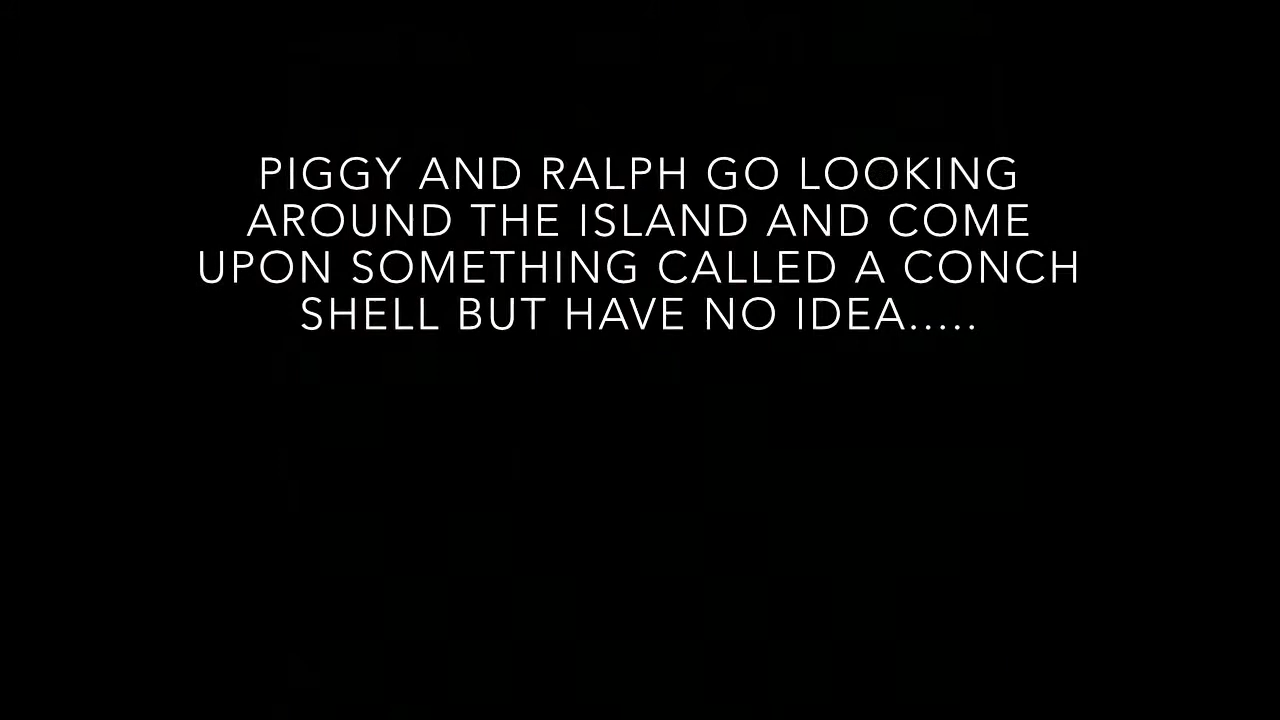 PIGGY AND RALPH GO LOOKING
AROUND THE ISLAND AND COME
UPON SOMETHING CALLED A CONCH
SHELL BUT HAVE NO IDEA.....